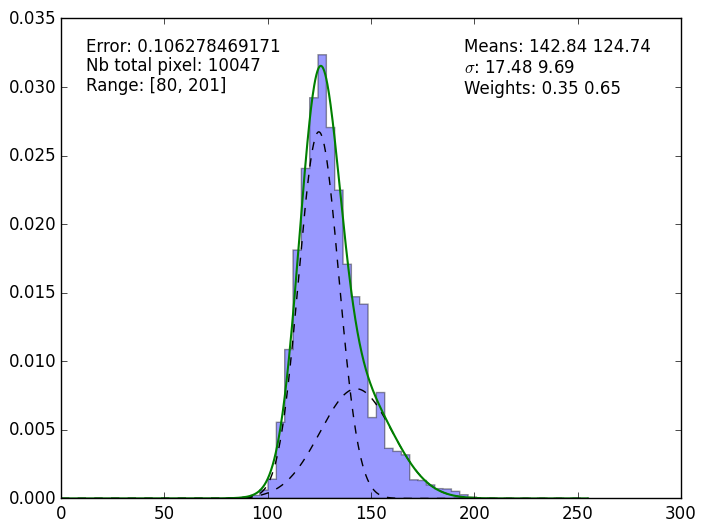 Error: 0.106278469171
Nb total pixel: 10047
Range: [80, 201]
Means: 142.84 124.74
σ: 17.48 9.69
Weights: 0.35 0.65
0.035
0.030
0.025
0.020
0.015
0.010
0.005
0.000
0 50 100 150 200 250 300